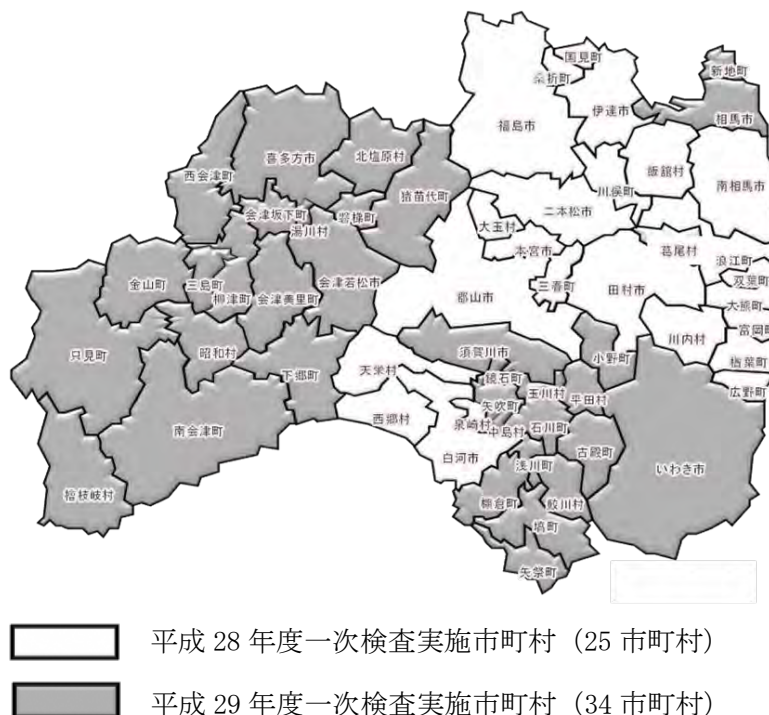 国見町
桑折町
新地町
福島市
伊達市
相馬市
喜多方市
北塩原村
飯舘村
西会津町
猪苗代町
川俣町
南相馬市
会津坂下町
磐梯町
二本松市
湯川村
大玉村
本宮市
葛尾村
浪江町
金山町
三島町
柳津町
会津美里町
会津若松市
三春町
田村市
双葉町
郡山市
大熊町
只見町
昭和村
須賀川市
小野町
川内村
富岡町
下郷町
天栄村
鏡石町
玉川村
平田村
楢葉町
広野町
矢吹町
南会津町
西郷村
泉崎村
中島村
石川町
古殿町
白河市
浅川町
いわき市
檜枝岐村
棚倉町
鮫川村
塙町
矢祭町
平成 28 年度一次検査実施市町村（25 市町村）
平成 29 年度一次検査実施市町村（34 市町村）